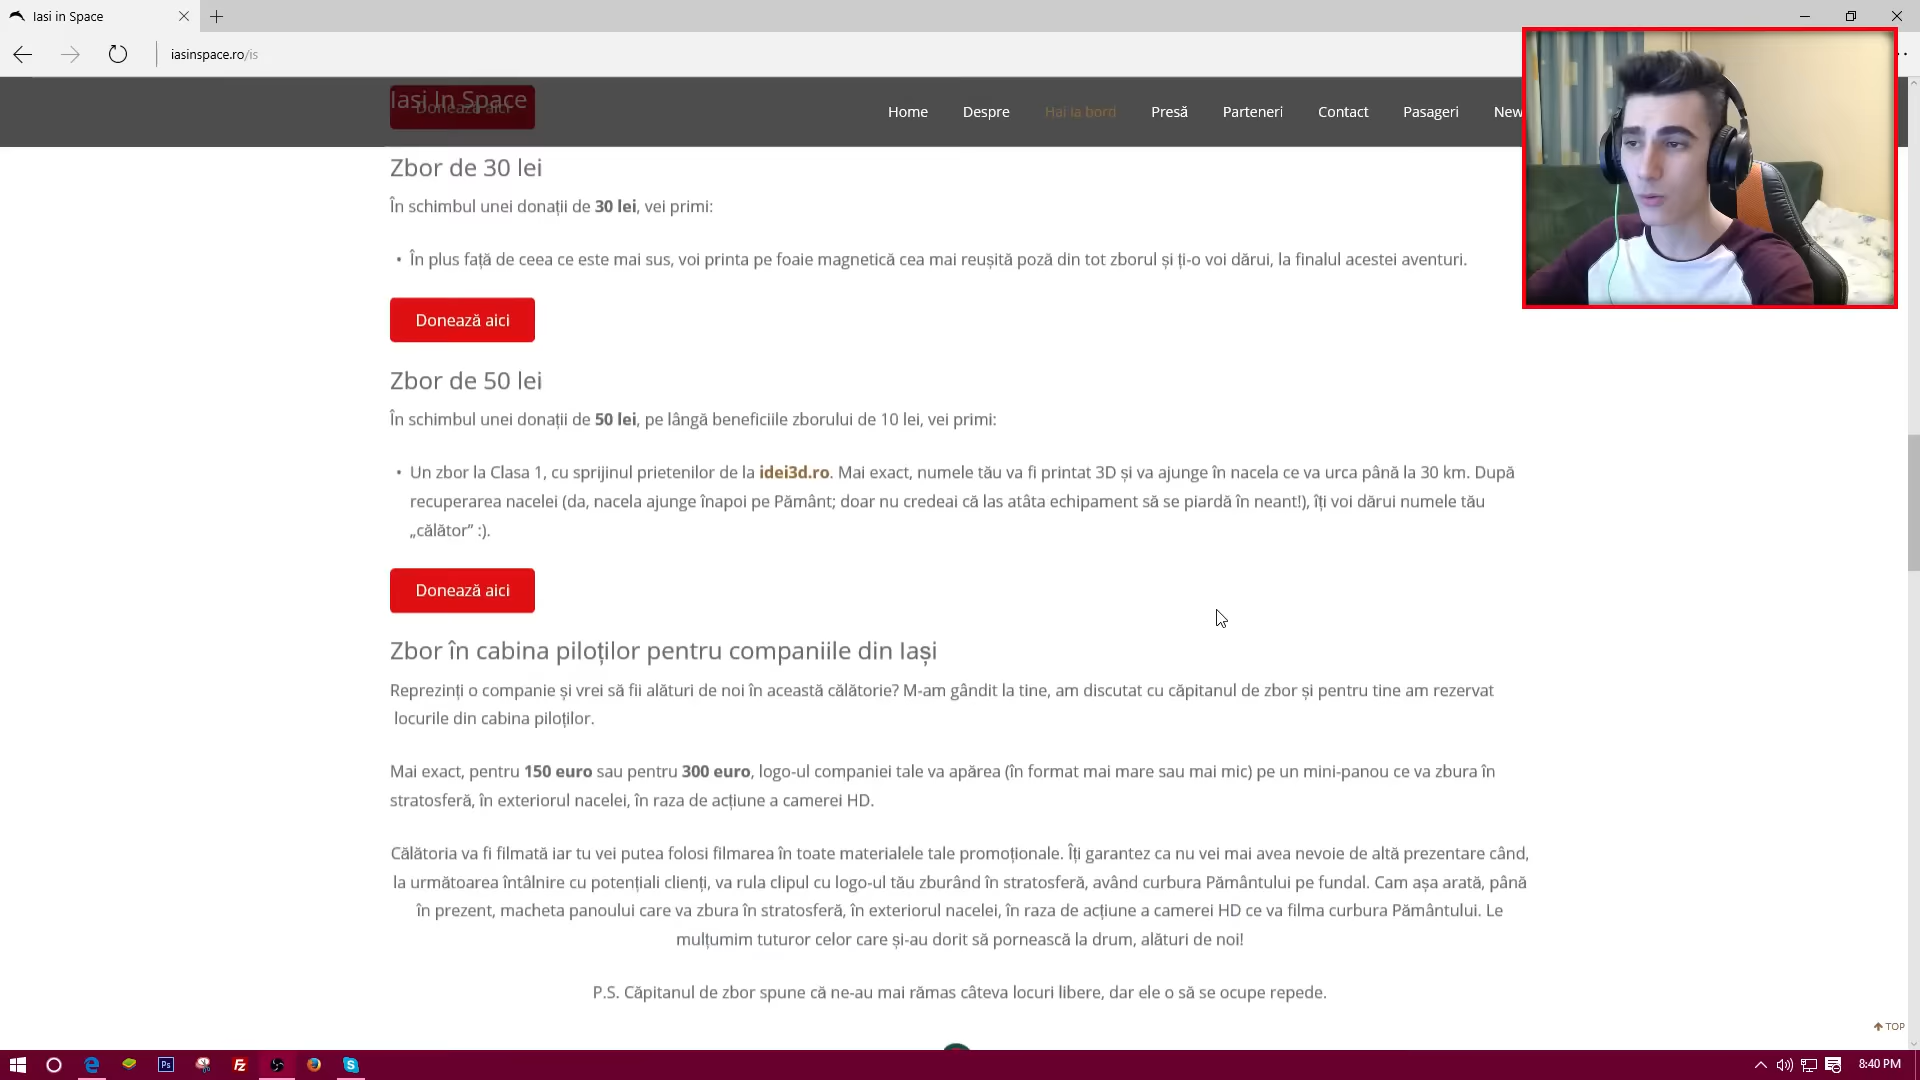 Iasi in Space
iasinspace.ro/is
Iasi In Space
Donează aici
Home Despre Hai la bord Presă Parteneri Contact Pasageri New
Zbor de 30 lei
În schimbul unei donații de 30 lei, vei primi:
• În plus față de ceea ce este mai sus, voi printa pe foaie magnetică cea mai reușită poză din tot zborul și ți-o voi dărui, la finalul acestei aventuri.
Donează aici
Zbor de 50 lei
În schimbul unei donații de 50 lei, pe lângă beneficiile zborului de 10 lei, vei primi:
• Un zbor la Clasa 1, cu sprijinul prietenilor de la idei3d.ro. Mai exact, numele tău va fi printat 3D și va ajunge în nacela ce va urca până la 30 km. După
recuperarea nacelei (da, nacela ajunge înapoi pe Pământ; doar nu credeai că las atâta echipament să se piardă în neant!), îți voi dărui numele tău
„călător” :).
Donează aici
Zbor în cabina piloților pentru companiile din Iași
Reprezinți o companie și vrei să fii alături de noi în această călătorie? M-am gândit la tine, am discutat cu căpitanul de zbor și pentru tine am rezervat
locurile din cabina piloților.
Mai exact, pentru 150 euro sau pentru 300 euro, logo-ul companiei tale va apărea (în format mai mare sau mai mic) pe un mini-panou ce va zbura în
stratosferă, în exteriorul nacelei, în raza de acțiune a camerei HD.
Călătoria va fi filmată iar tu vei putea folosi filmarea în toate materialele tale promoționale. Îți garantez ca nu vei mai avea nevoie de altă prezentare când,
la următoarea întâlnire cu potențiali clienți, va rula clipul cu logo-ul tău zburând în stratosferă, având curbura Pământului pe fundal. Cam așa arată, până
în prezent, macheta panoului care va zbura în stratosferă, în exteriorul nacelei, în raza de acțiune a camerei HD ce va filma curbura Pământului. Le
mulțumim tuturor celor care și-au dorit să pornească la drum, alături de noi!
P.S. Căpitanul de zbor spune că ne-au mai rămas câteva locuri libere, dar ele o să se ocupe repede.
TOP
Ps
Fz
8:40 PM